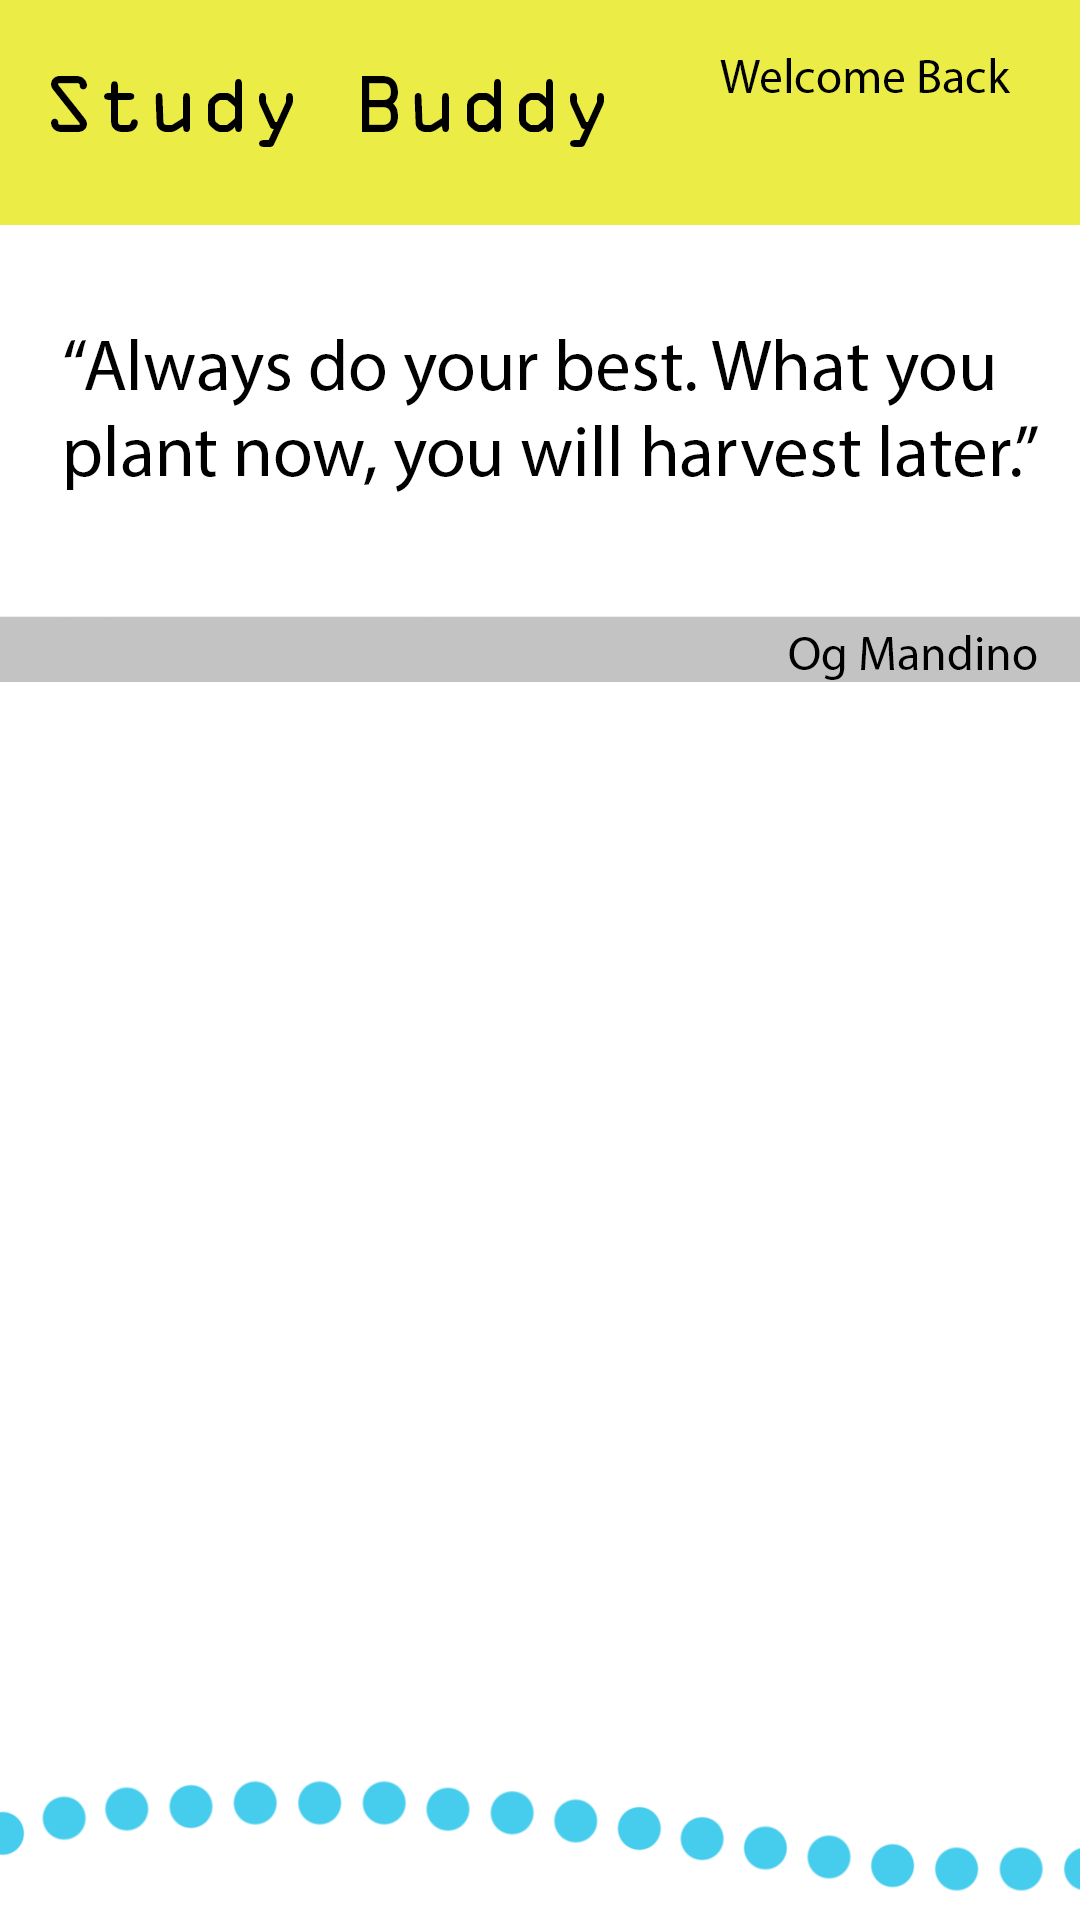 Study Buddy
Welcome Back
“Always do your best. What you
plant now, you will harvest later.”
Og Mandino